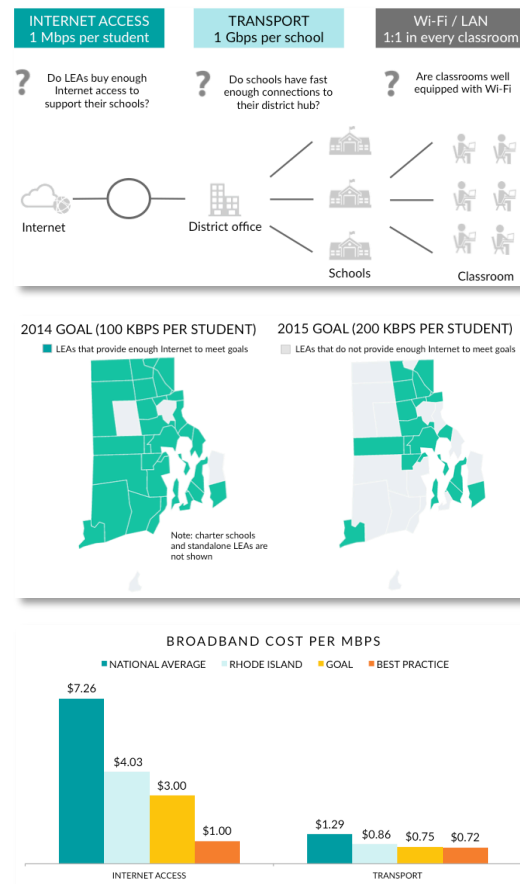 INTERNET ACCESS
1 Mbps per student
TRANSPORT
1 Gbps per school
Wi-Fi / LAN
1:1 in every classroom
? Do LEAs buy enough
Internet access to
support their schools?
? Do schools have fast
enough connections to
their district hub?
? Are classrooms well
equipped with Wi-Fi
Internet
District office
Schools
Classroom
2014 GOAL (100 KBPS PER STUDENT)
LEAs that provide enough Internet to meet goals
2015 GOAL (200 KBPS PER STUDENT)
LEAs that do not provide enough Internet to meet goals
Note: charter schools
and standalone LEAs are
not shown
BROADBAND COST PER MBPS
NATIONAL AVERAGE RHODE ISLAND GOAL BEST PRACTICE
$7.26
$4.03
$3.00
$1.00
$1.29
$0.86
$0.75
$0.72
INTERNET ACCESS
TRANSPORT